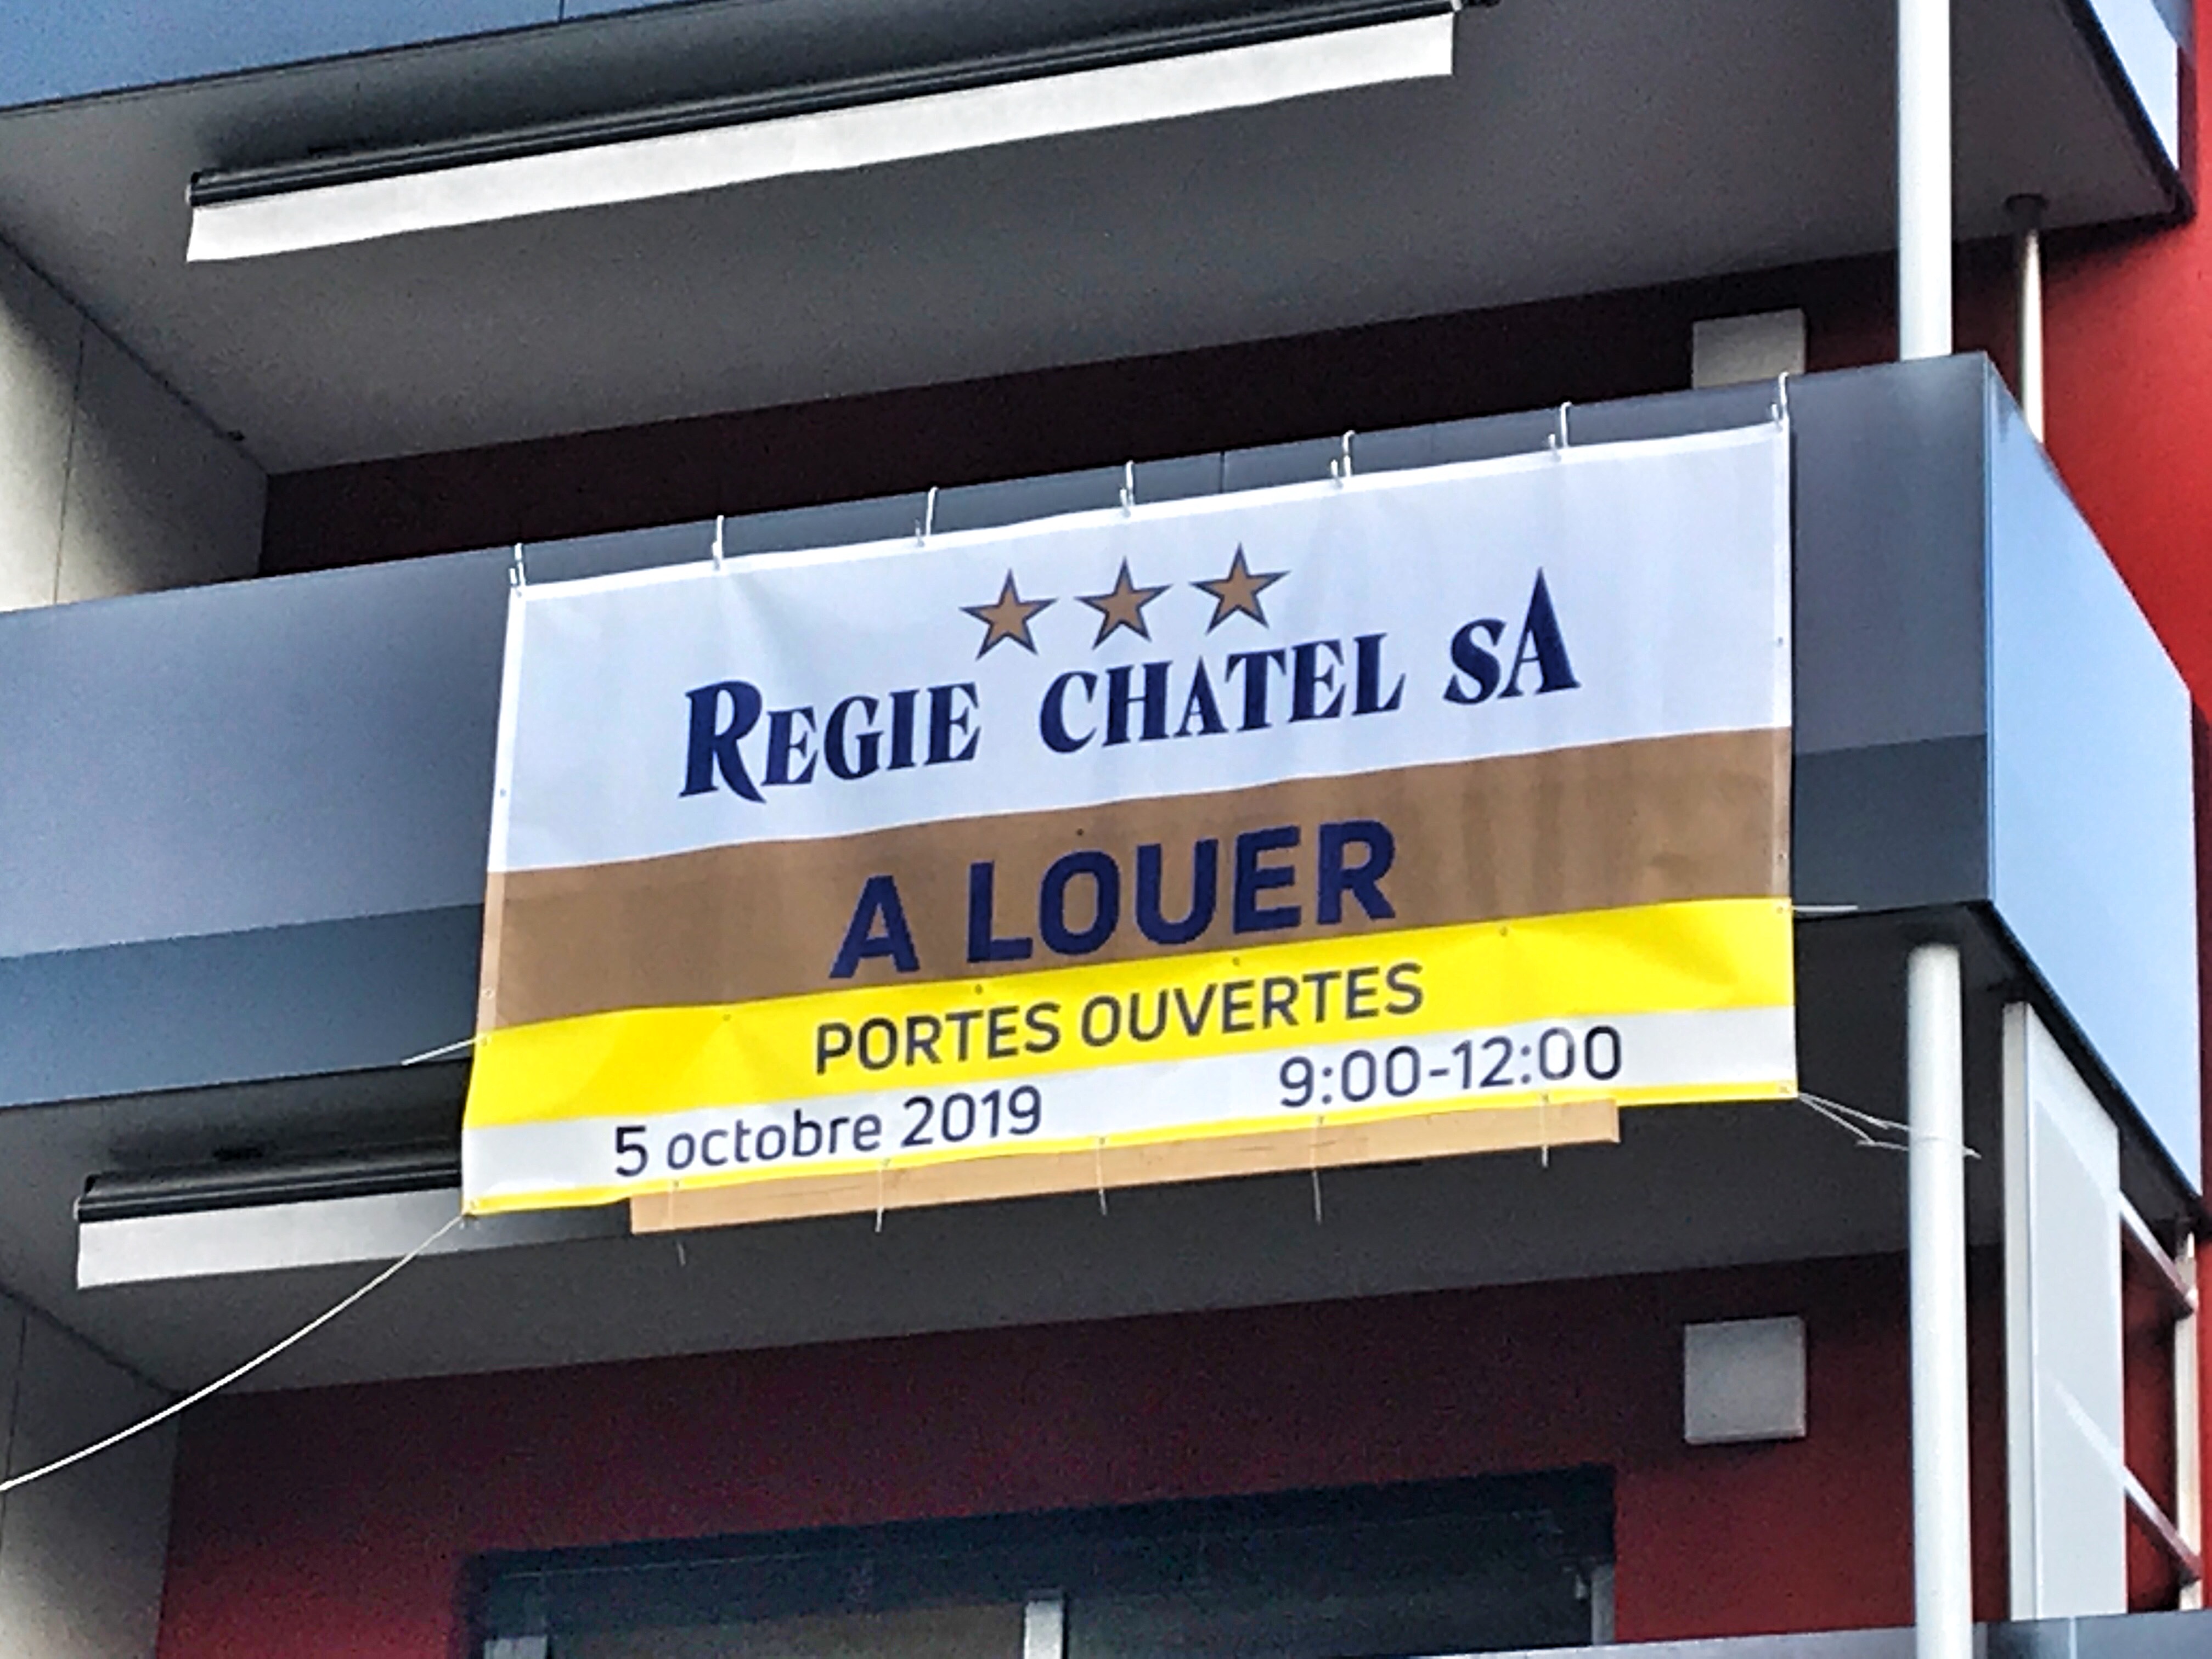 REGIE CHATEL SA
A LOUER
PORTES OUVERTES
5 octobre 2019 9:00-12:00